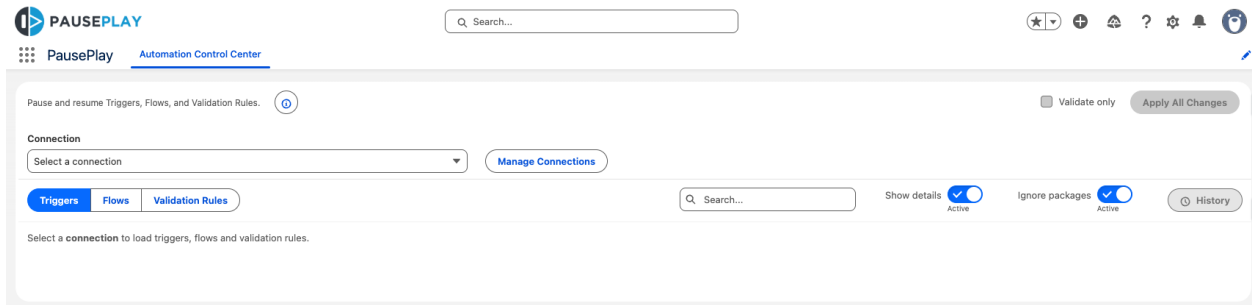 PAUSEPLAY
Search...
PausePlay
Automation Control Center
Pause and resume Triggers, Flows, and Validation Rules.
Validate only
Apply All Changes
Connection
Select a connection
Manage Connections
Triggers
Flows
Validation Rules
Search...
Show details
Active
Ignore packages
Active
History
Select a connection to load triggers, flows and validation rules.